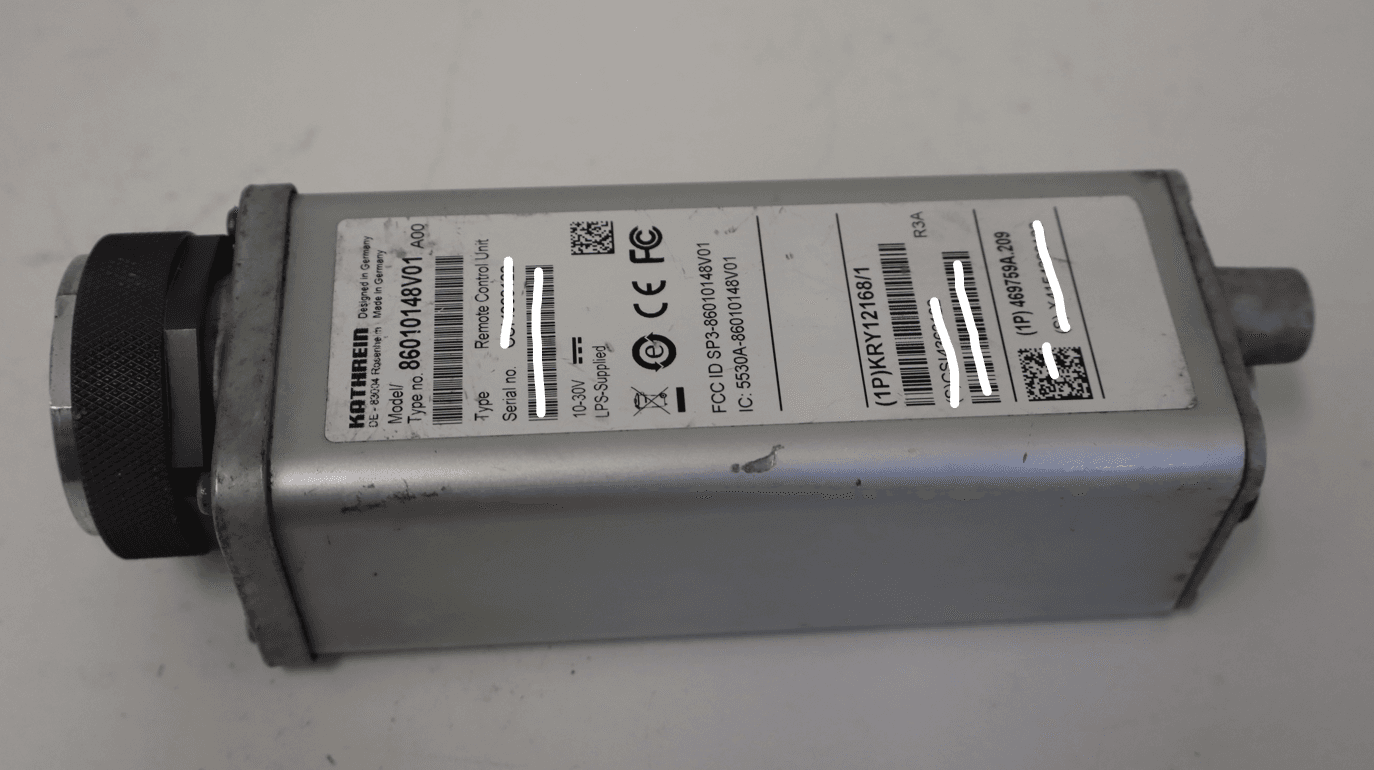 KATHREIN Designed in Germany
DE - 83004 Rosenheim Made in Germany
Model/
Type no. 86010148V01 A00
Type Remote Control Unit
Serial no.
10-30V
LPS-Supplied
CE FC
FCC ID SP3-86010148V01
IC: 5530A-86010148V01
(1P)KRY12168/1
R3A
(1P) 469759A.209